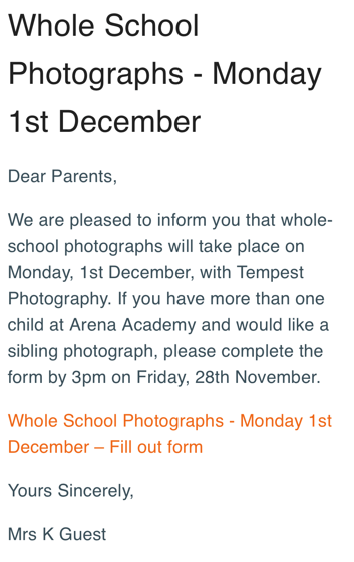 Whole School
Photographs - Monday
1st December
Dear Parents,
We are pleased to inform you that whole-
school photographs will take place on
Monday, 1st December, with Tempest
Photography. If you have more than one
child at Arena Academy and would like a
sibling photograph, please complete the
form by 3pm on Friday, 28th November.
Whole School Photographs - Monday 1st
December – Fill out form
Yours Sincerely,
Mrs K Guest